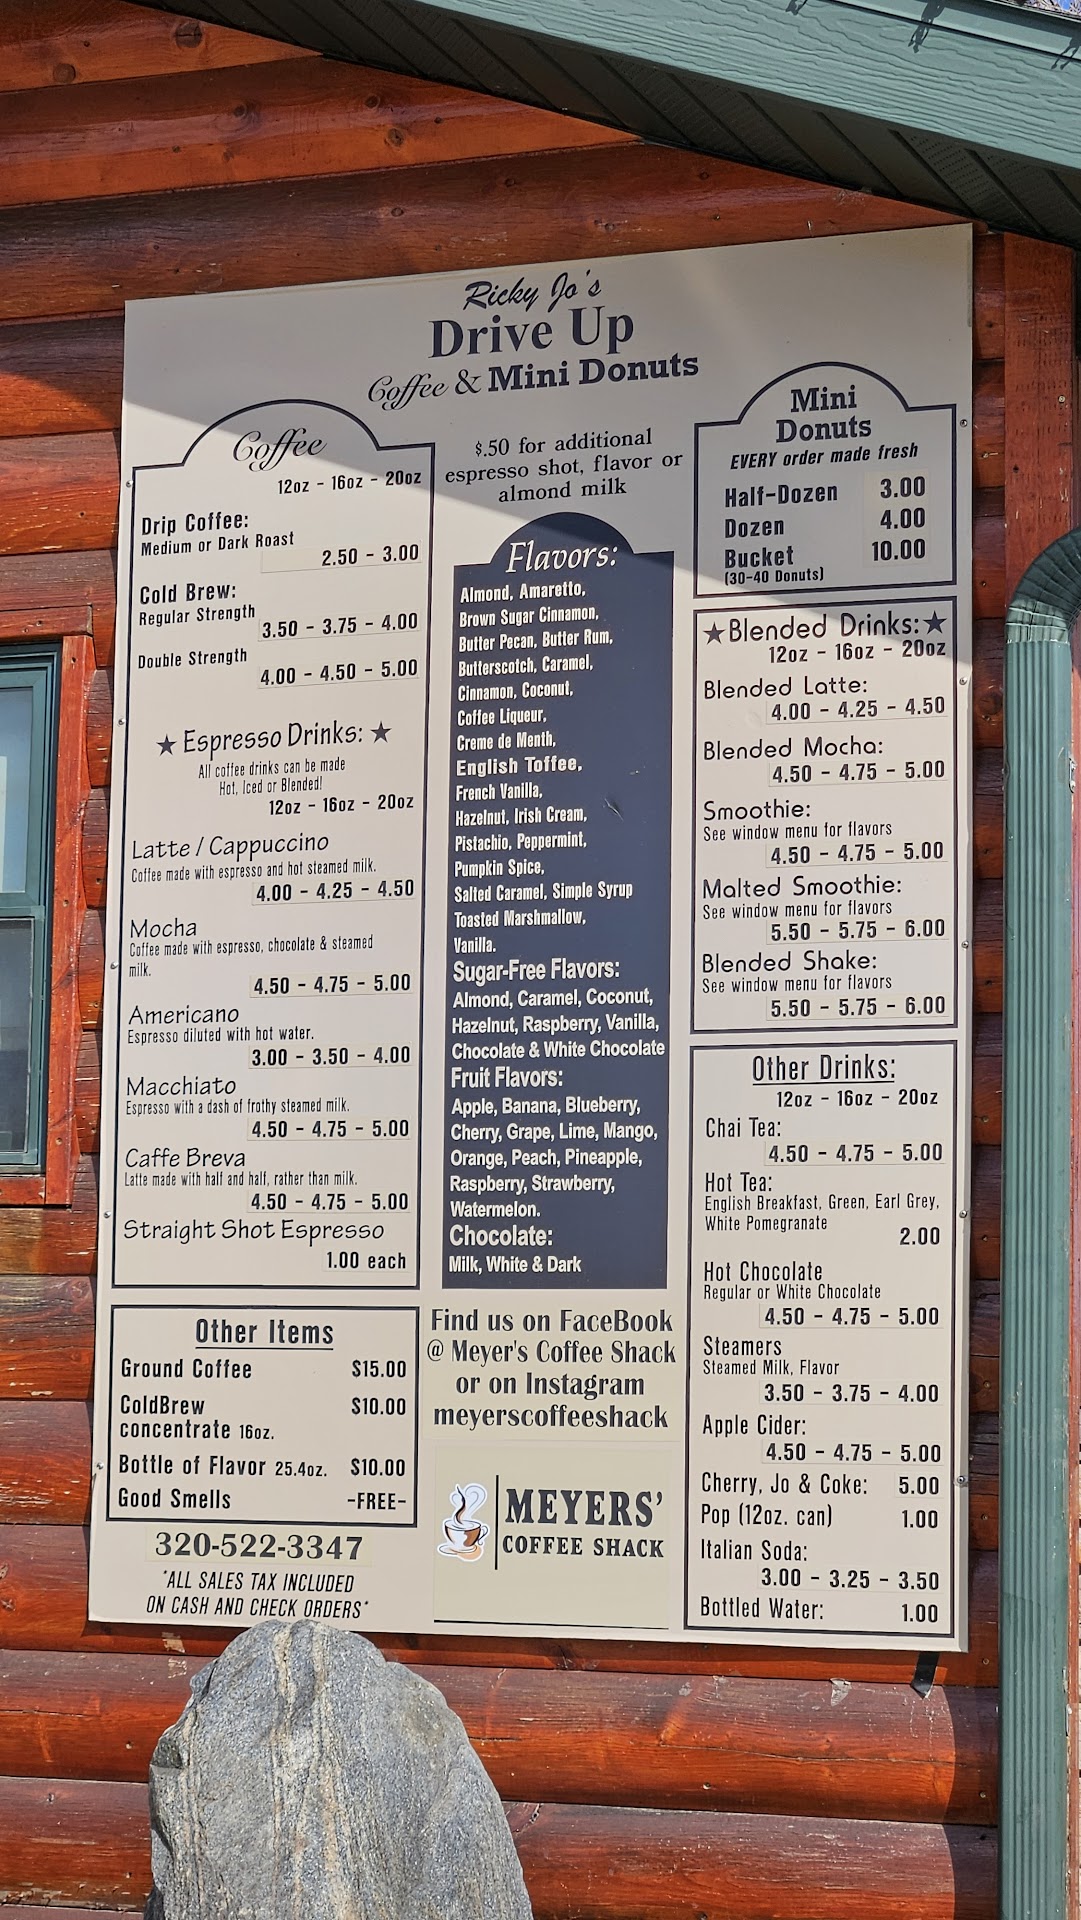 Ricky Jo's
Drive Up
Coffee & Mini Donuts
Coffee
12oz - 16oz - 20oz
Drip Coffee:
Medium or Dark Roast
2.50 - 3.00
Cold Brew:
Regular Strength
3.50 - 3.75 - 4.00
Double Strength
4.00 - 4.50 - 5.00
★ Espresso Drinks: ★
All coffee drinks can be made
Hot, Iced or Blended!
12oz - 16oz - 20oz
Latte / Cappuccino
Coffee made with espresso and hot steamed milk.
4.00 - 4.25 - 4.50
Mocha
Coffee made with espresso, chocolate & steamed
milk.
4.50 - 4.75 - 5.00
Americano
Espresso diluted with hot water.
3.00 - 3.50 - 4.00
Macchiato
Espresso with a dash of frothy steamed milk.
4.50 - 4.75 - 5.00
Caffe Breva
Latte made with half and half, rather than milk.
4.50 - 4.75 - 5.00
Straight Shot Espresso
1.00 each
Other Items
Ground Coffee $15.00
ColdBrew $10.00
concentrate 16oz.
Bottle of Flavor 25.4oz. $10.00
Good Smells -FREE-
320-522-3347
*ALL SALES TAX INCLUDED
ON CASH AND CHECK ORDERS*
$.50 for additional
espresso shot, flavor or
almond milk
Flavors:
Almond, Amaretto,
Brown Sugar Cinnamon,
Butter Pecan, Butter Rum,
Butterscotch, Caramel,
Cinnamon, Coconut,
Coffee Liqueur,
Creme de Menth,
English Toffee,
French Vanilla,
Hazelnut, Irish Cream,
Pistachio, Peppermint,
Pumpkin Spice,
Salted Caramel, Simple Syrup
Toasted Marshmallow,
Vanilla.
Sugar-Free Flavors:
Almond, Caramel, Coconut,
Hazelnut, Raspberry, Vanilla,
Chocolate & White Chocolate
Fruit Flavors:
Apple, Banana, Blueberry,
Cherry, Grape, Lime, Mango,
Orange, Peach, Pineapple,
Raspberry, Strawberry,
Watermelon.
Chocolate:
Milk, White & Dark
Find us on FaceBook
@ Meyer's Coffee Shack
or on Instagram
meyerscoffeeshack
MEYERS'
COFFEE SHACK
Mini
Donuts
EVERY order made fresh
Half-Dozen 3.00
Dozen 4.00
Bucket 10.00
(30-40 Donuts)
★Blended Drinks:★
12oz - 16oz - 20oz
Blended Latte:
4.00 - 4.25 - 4.50
Blended Mocha:
4.50 - 4.75 - 5.00
Smoothie:
See window menu for flavors
4.50 - 4.75 - 5.00
Malted Smoothie:
See window menu for flavors
5.50 - 5.75 - 6.00
Blended Shake:
See window menu for flavors
5.50 - 5.75 - 6.00
Other Drinks:
12oz - 16oz - 20oz
Chai Tea:
4.50 - 4.75 - 5.00
Hot Tea:
English Breakfast, Green, Earl Grey,
White Pomegranate
2.00
Hot Chocolate
Regular or White Chocolate
4.50 - 4.75 - 5.00
Steamers
Steamed Milk, Flavor
3.50 - 3.75 - 4.00
Apple Cider:
4.50 - 4.75 - 5.00
Cherry, Jo & Coke: 5.00
Pop (12oz. can) 1.00
Italian Soda:
3.00 - 3.25 - 3.50
Bottled Water: 1.00